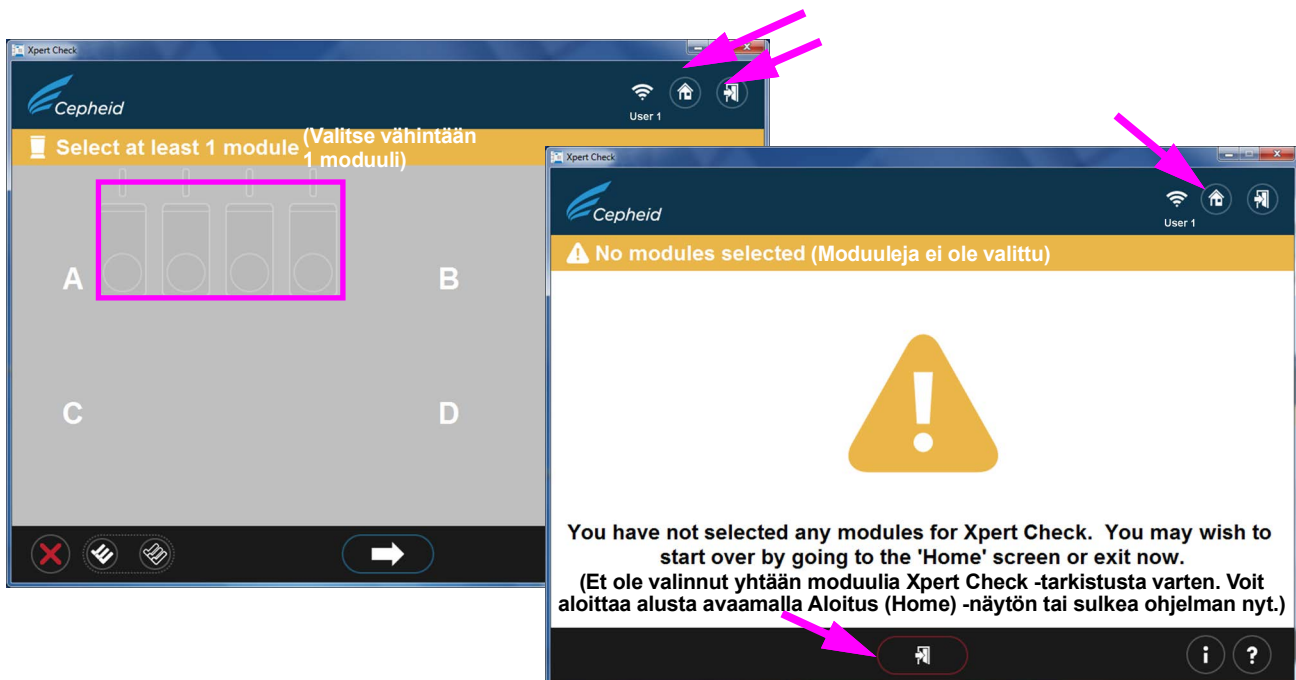 Xpert Check
Cepheid
User 1
Select at least 1 module (Valitse vähintään
1 moduuli)
A
B
C
D
Xpert Check
Cepheid
User 1
! No modules selected (Moduuleja ei ole valittu)
!
You have not selected any modules for Xpert Check. You may wish to
start over by going to the 'Home' screen or exit now.
(Et ole valinnut yhtään moduulia Xpert Check -tarkistusta varten. Voit
aloittaa alusta avaamalla Aloitus (Home) -näytön tai sulkea ohjelman nyt.)
i ?